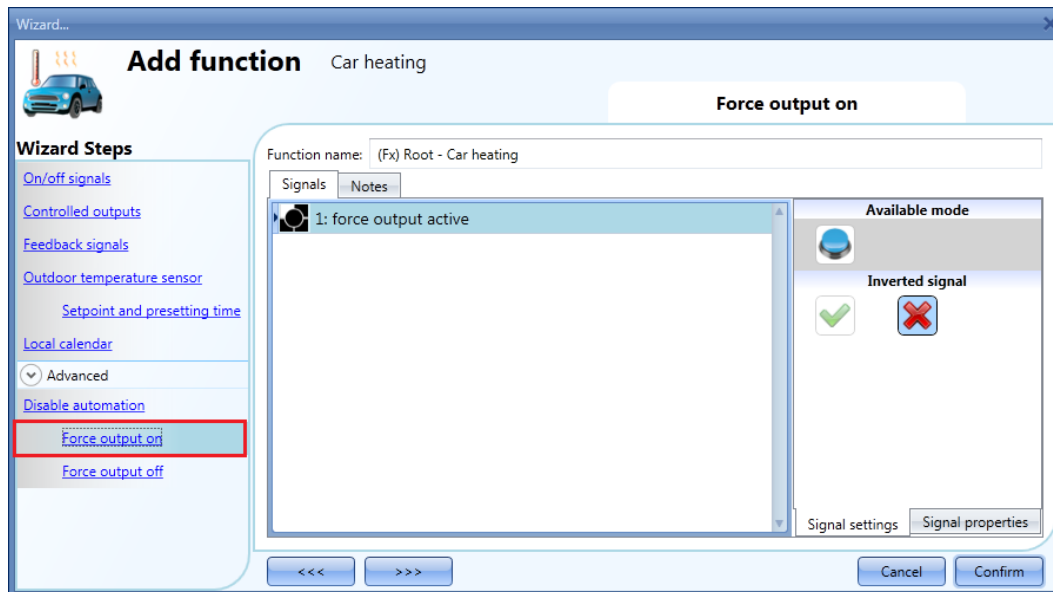 Wizard...
Add function Car heating
Force output on
Wizard Steps
On/off signals
Controlled outputs
Feedback signals
Outdoor temperature sensor
Setpoint and presetting time
Local calendar
Advanced
Disable automation
Force output on
Force output off
Function name: (Fx) Root - Car heating
Signals Notes
1: force output active
Available mode
Inverted signal
Signal settings Signal properties
<<< >>> Cancel Confirm